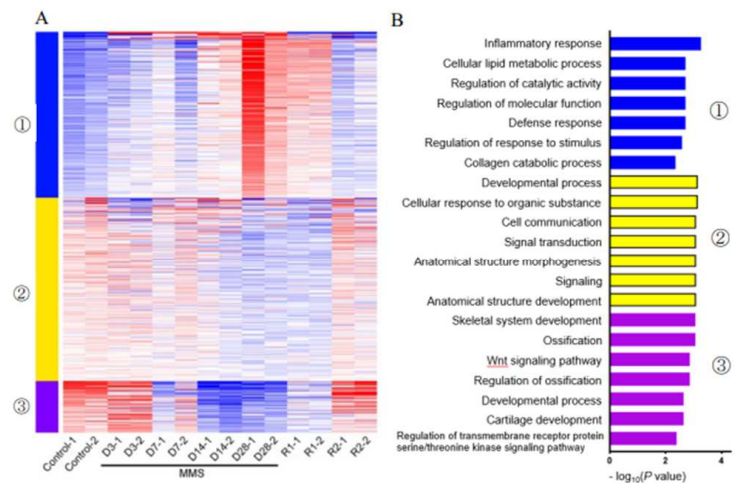 A
①
②
③
Control-1 Control-2 D3-1 D3-2 D7-1 D7-2 D14-1 D14-2 D28-1 D28-2 R1-1 R1-2 R2-1 R2-2
MMS
B
Inflammatory response
Cellular lipid metabolic process
Regulation of catalytic activity
Regulation of molecular function
Defense response
Regulation of response to stimulus
Collagen catabolic process
①
Developmental process
Cellular response to organic substance
Cell communication
Signal transduction
Anatomical structure morphogenesis
Signaling
Anatomical structure development
②
Skeletal system development
Ossification
Wnt signaling pathway
Regulation of ossification
Developmental process
Cartilage development
Regulation of transmembrane receptor protein
serine/threonine kinase signaling pathway
③
0 2 4
- log₁₀(P value)